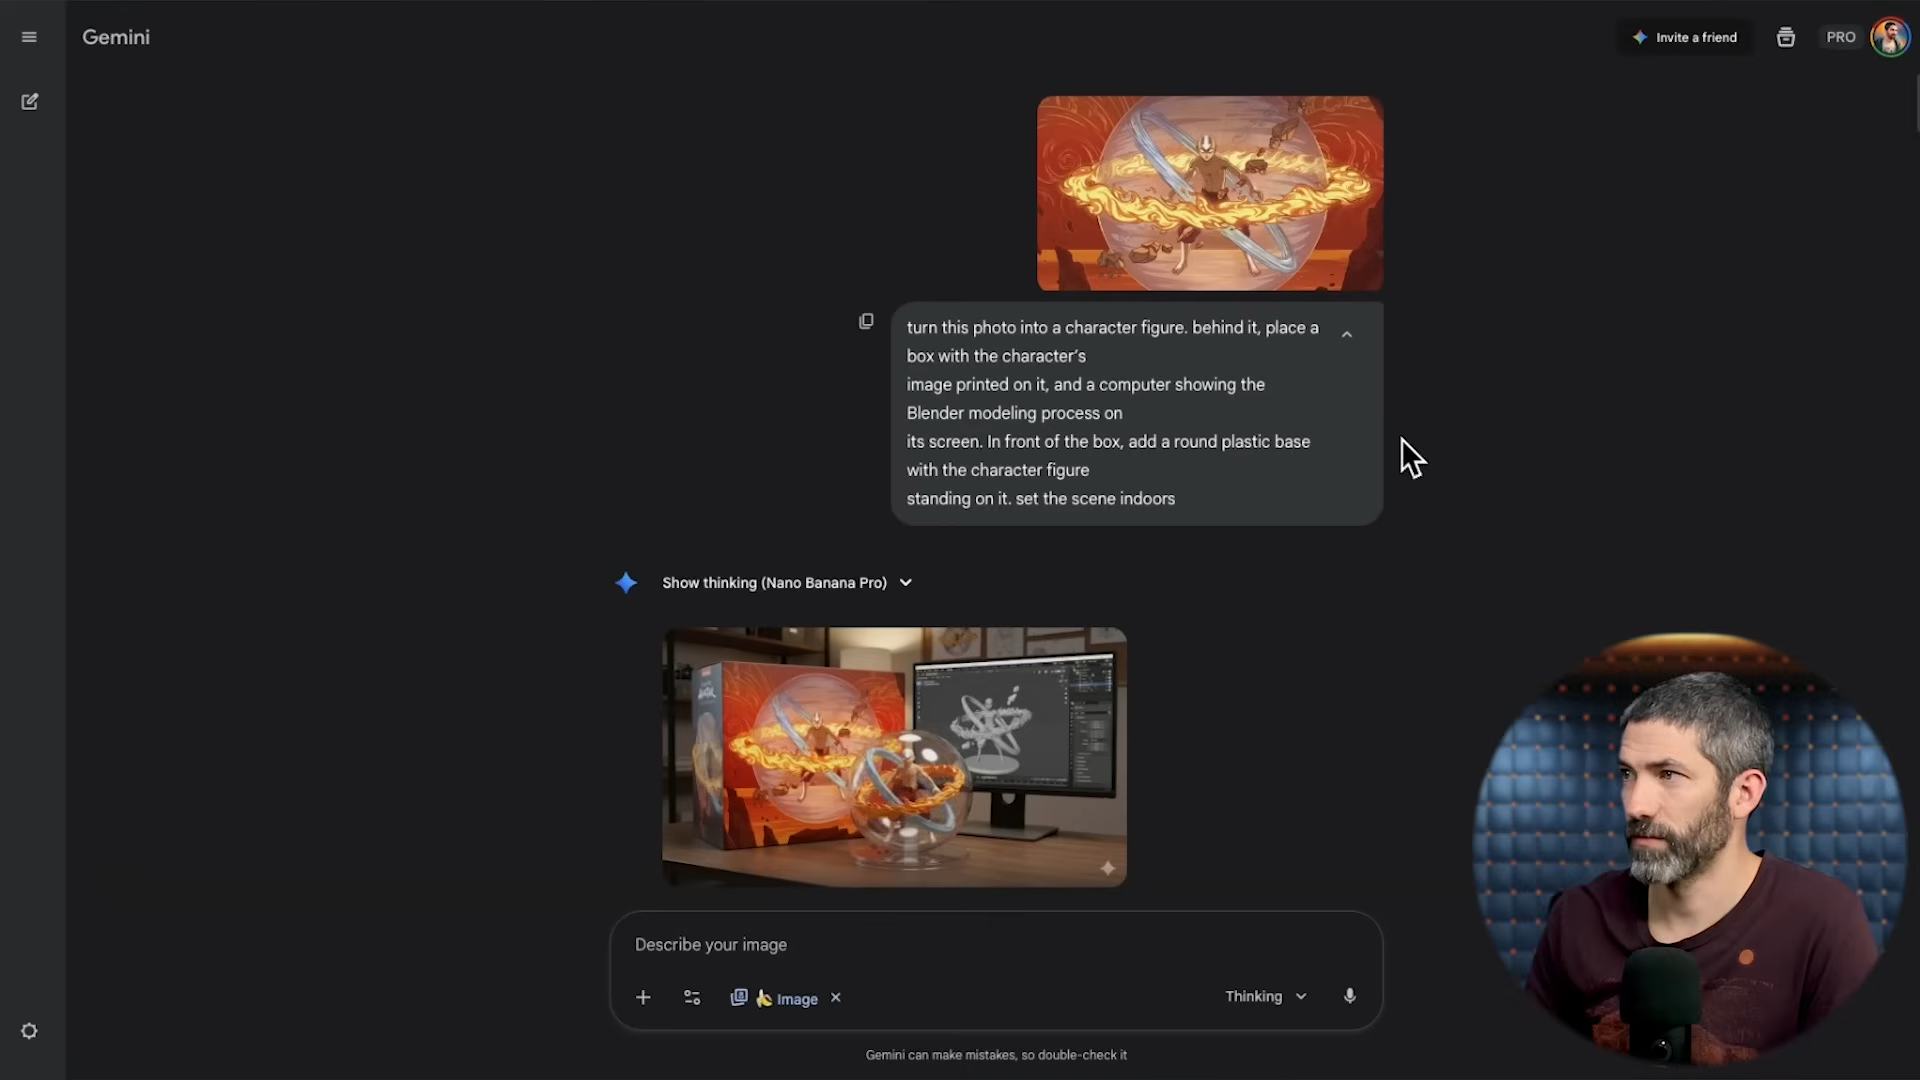 Gemini
Invite a friend
PRO
turn this photo into a character figure. behind it, place a
box with the character’s
image printed on it, and a computer showing the
Blender modeling process on
its screen. In front of the box, add a round plastic base
with the character figure
standing on it. set the scene indoors
Show thinking (Nano Banana Pro)
Describe your image
Image
Thinking
Gemini can make mistakes, so double-check it